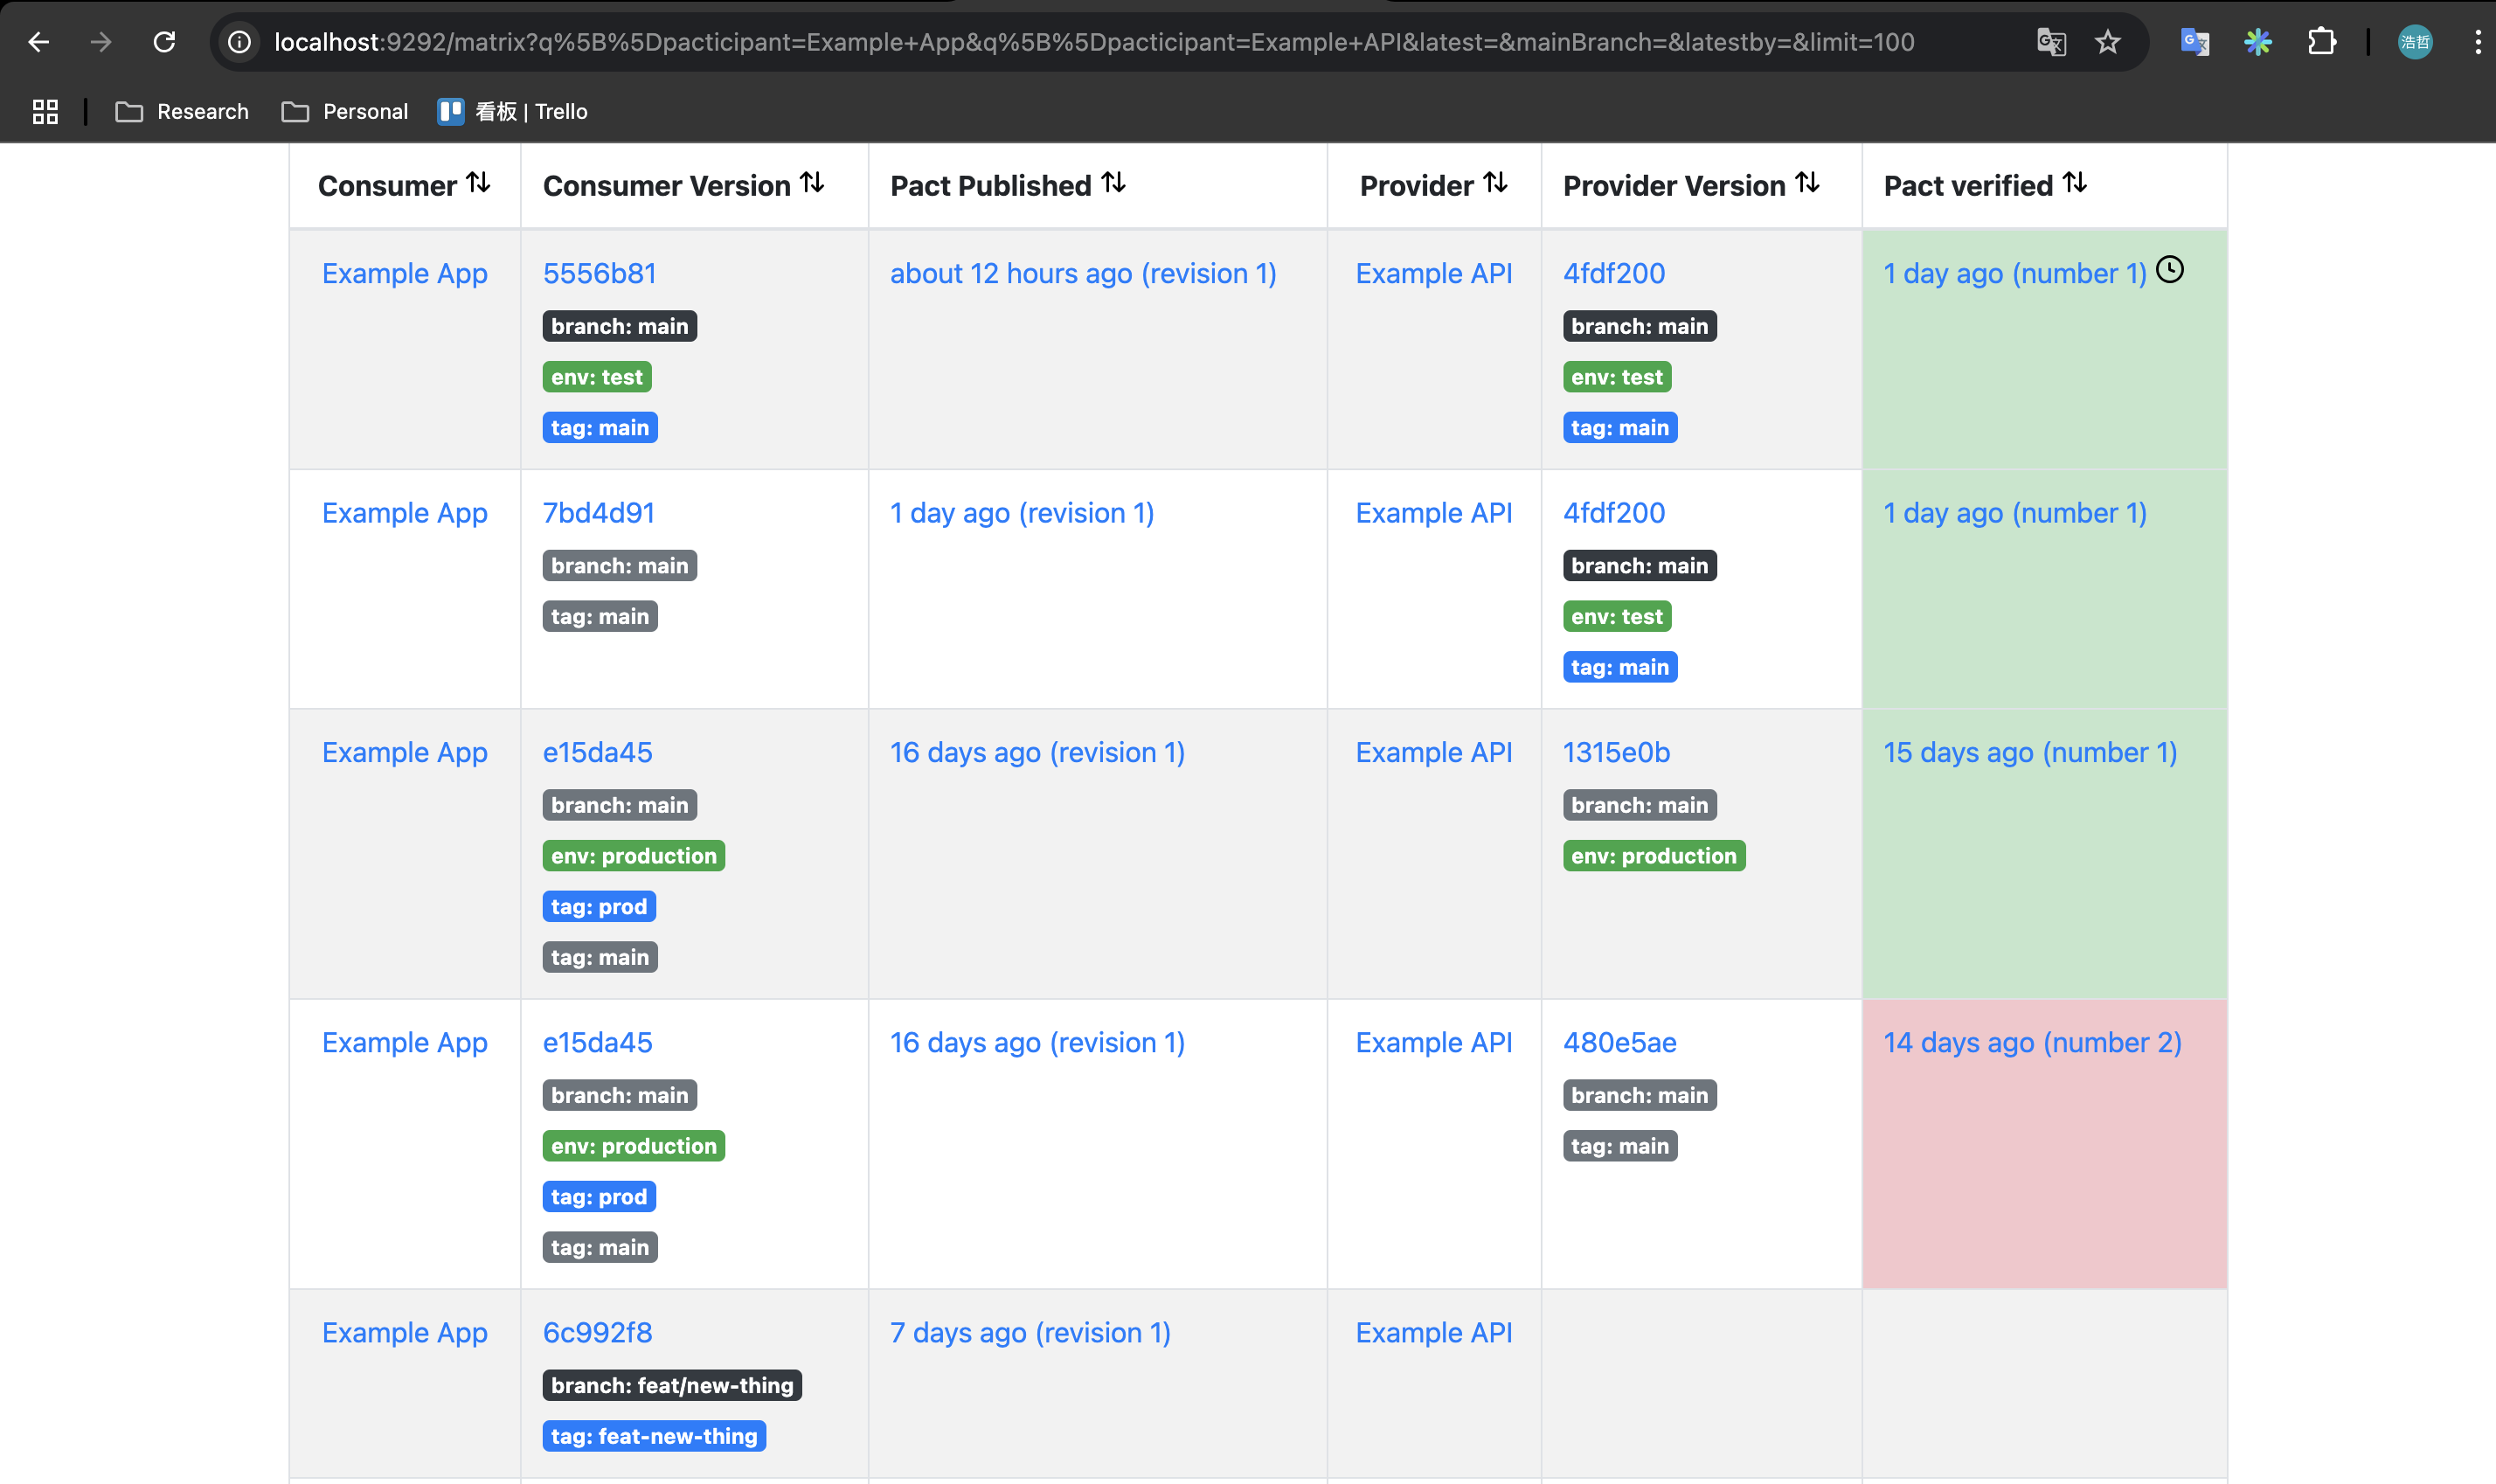 localhost:9292/matrix?q%5B%5Dpacticipant=Example+App&q%5B%5Dpacticipant=Example+API&latest=&mainBranch=&latestby=&limit=100
浩哲
Research Personal 看板 | Trello
Consumer Consumer Version Pact Published Provider Provider Version Pact verified
Example App 5556b81 about 12 hours ago (revision 1) Example API 4fdf200 1 day ago (number 1)
branch: main branch: main
env: test env: test
tag: main tag: main
Example App 7bd4d91 1 day ago (revision 1) Example API 4fdf200 1 day ago (number 1)
branch: main branch: main
tag: main env: test
tag: main
Example App e15da45 16 days ago (revision 1) Example API 1315e0b 15 days ago (number 1)
branch: main branch: main
env: production env: production
tag: prod
tag: main
Example App e15da45 16 days ago (revision 1) Example API 480e5ae 14 days ago (number 2)
branch: main branch: main
env: production tag: main
tag: prod
tag: main
Example App 6c992f8 7 days ago (revision 1) Example API
branch: feat/new-thing
tag: feat-new-thing